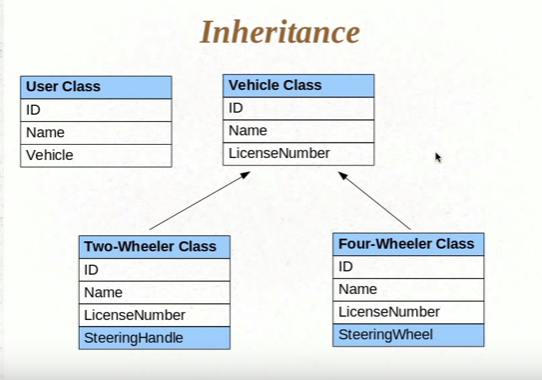 Inheritance
User Class
ID
Name
Vehicle
Vehicle Class
ID
Name
LicenseNumber
Two-Wheeler Class
ID
Name
LicenseNumber
SteeringHandle
Four-Wheeler Class
ID
Name
LicenseNumber
SteeringWheel